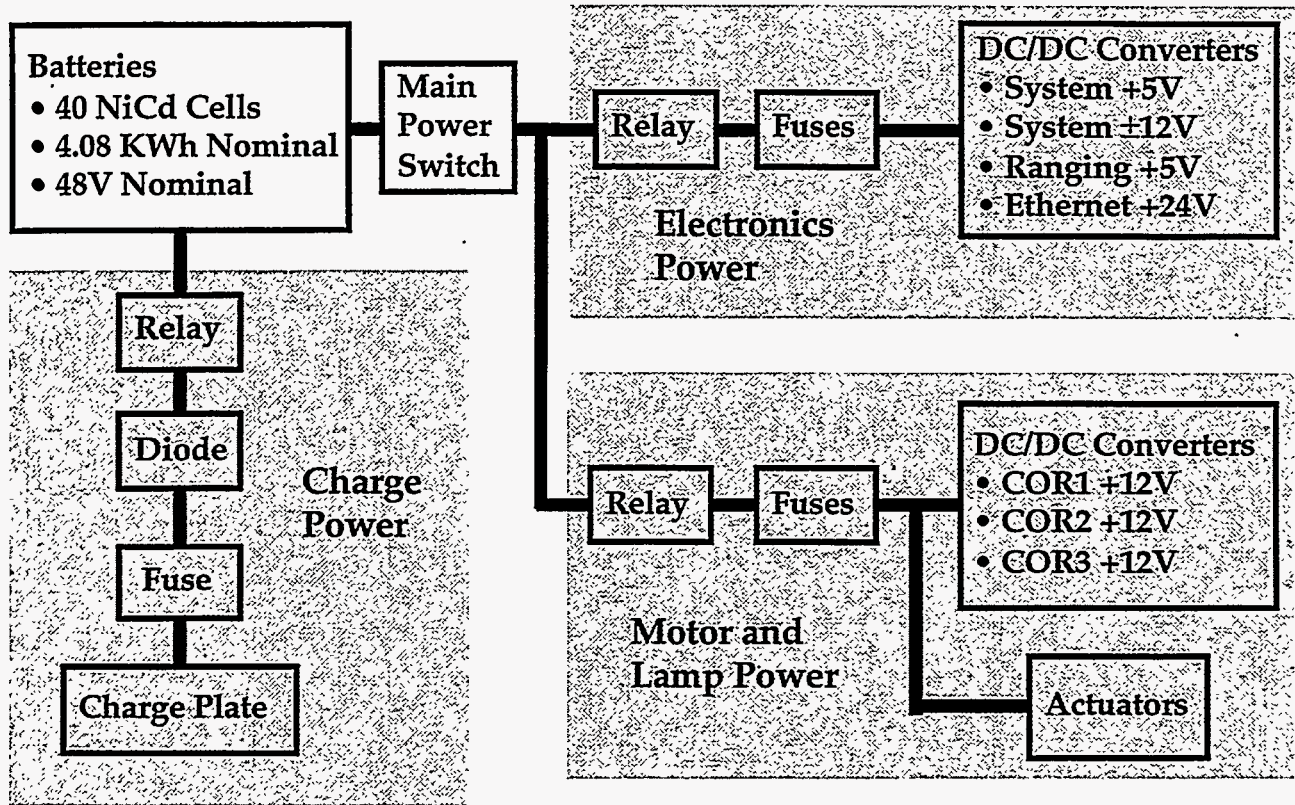 Batteries
• 40 NiCd Cells
• 4.08 KWh Nominal
• 48V Nominal
Main
Power
Switch
Relay
Fuses
DC/DC Converters
• System +5V
• System ±12V
• Ranging +5V
• Ethernet +24V
Electronics
Power
Relay
Diode
Fuse
Charge Plate
Charge
Power
Relay
Fuses
DC/DC Converters
• COR1 +12V
• COR2 +12V
• COR3 +12V
Motor and
Lamp Power
Actuators